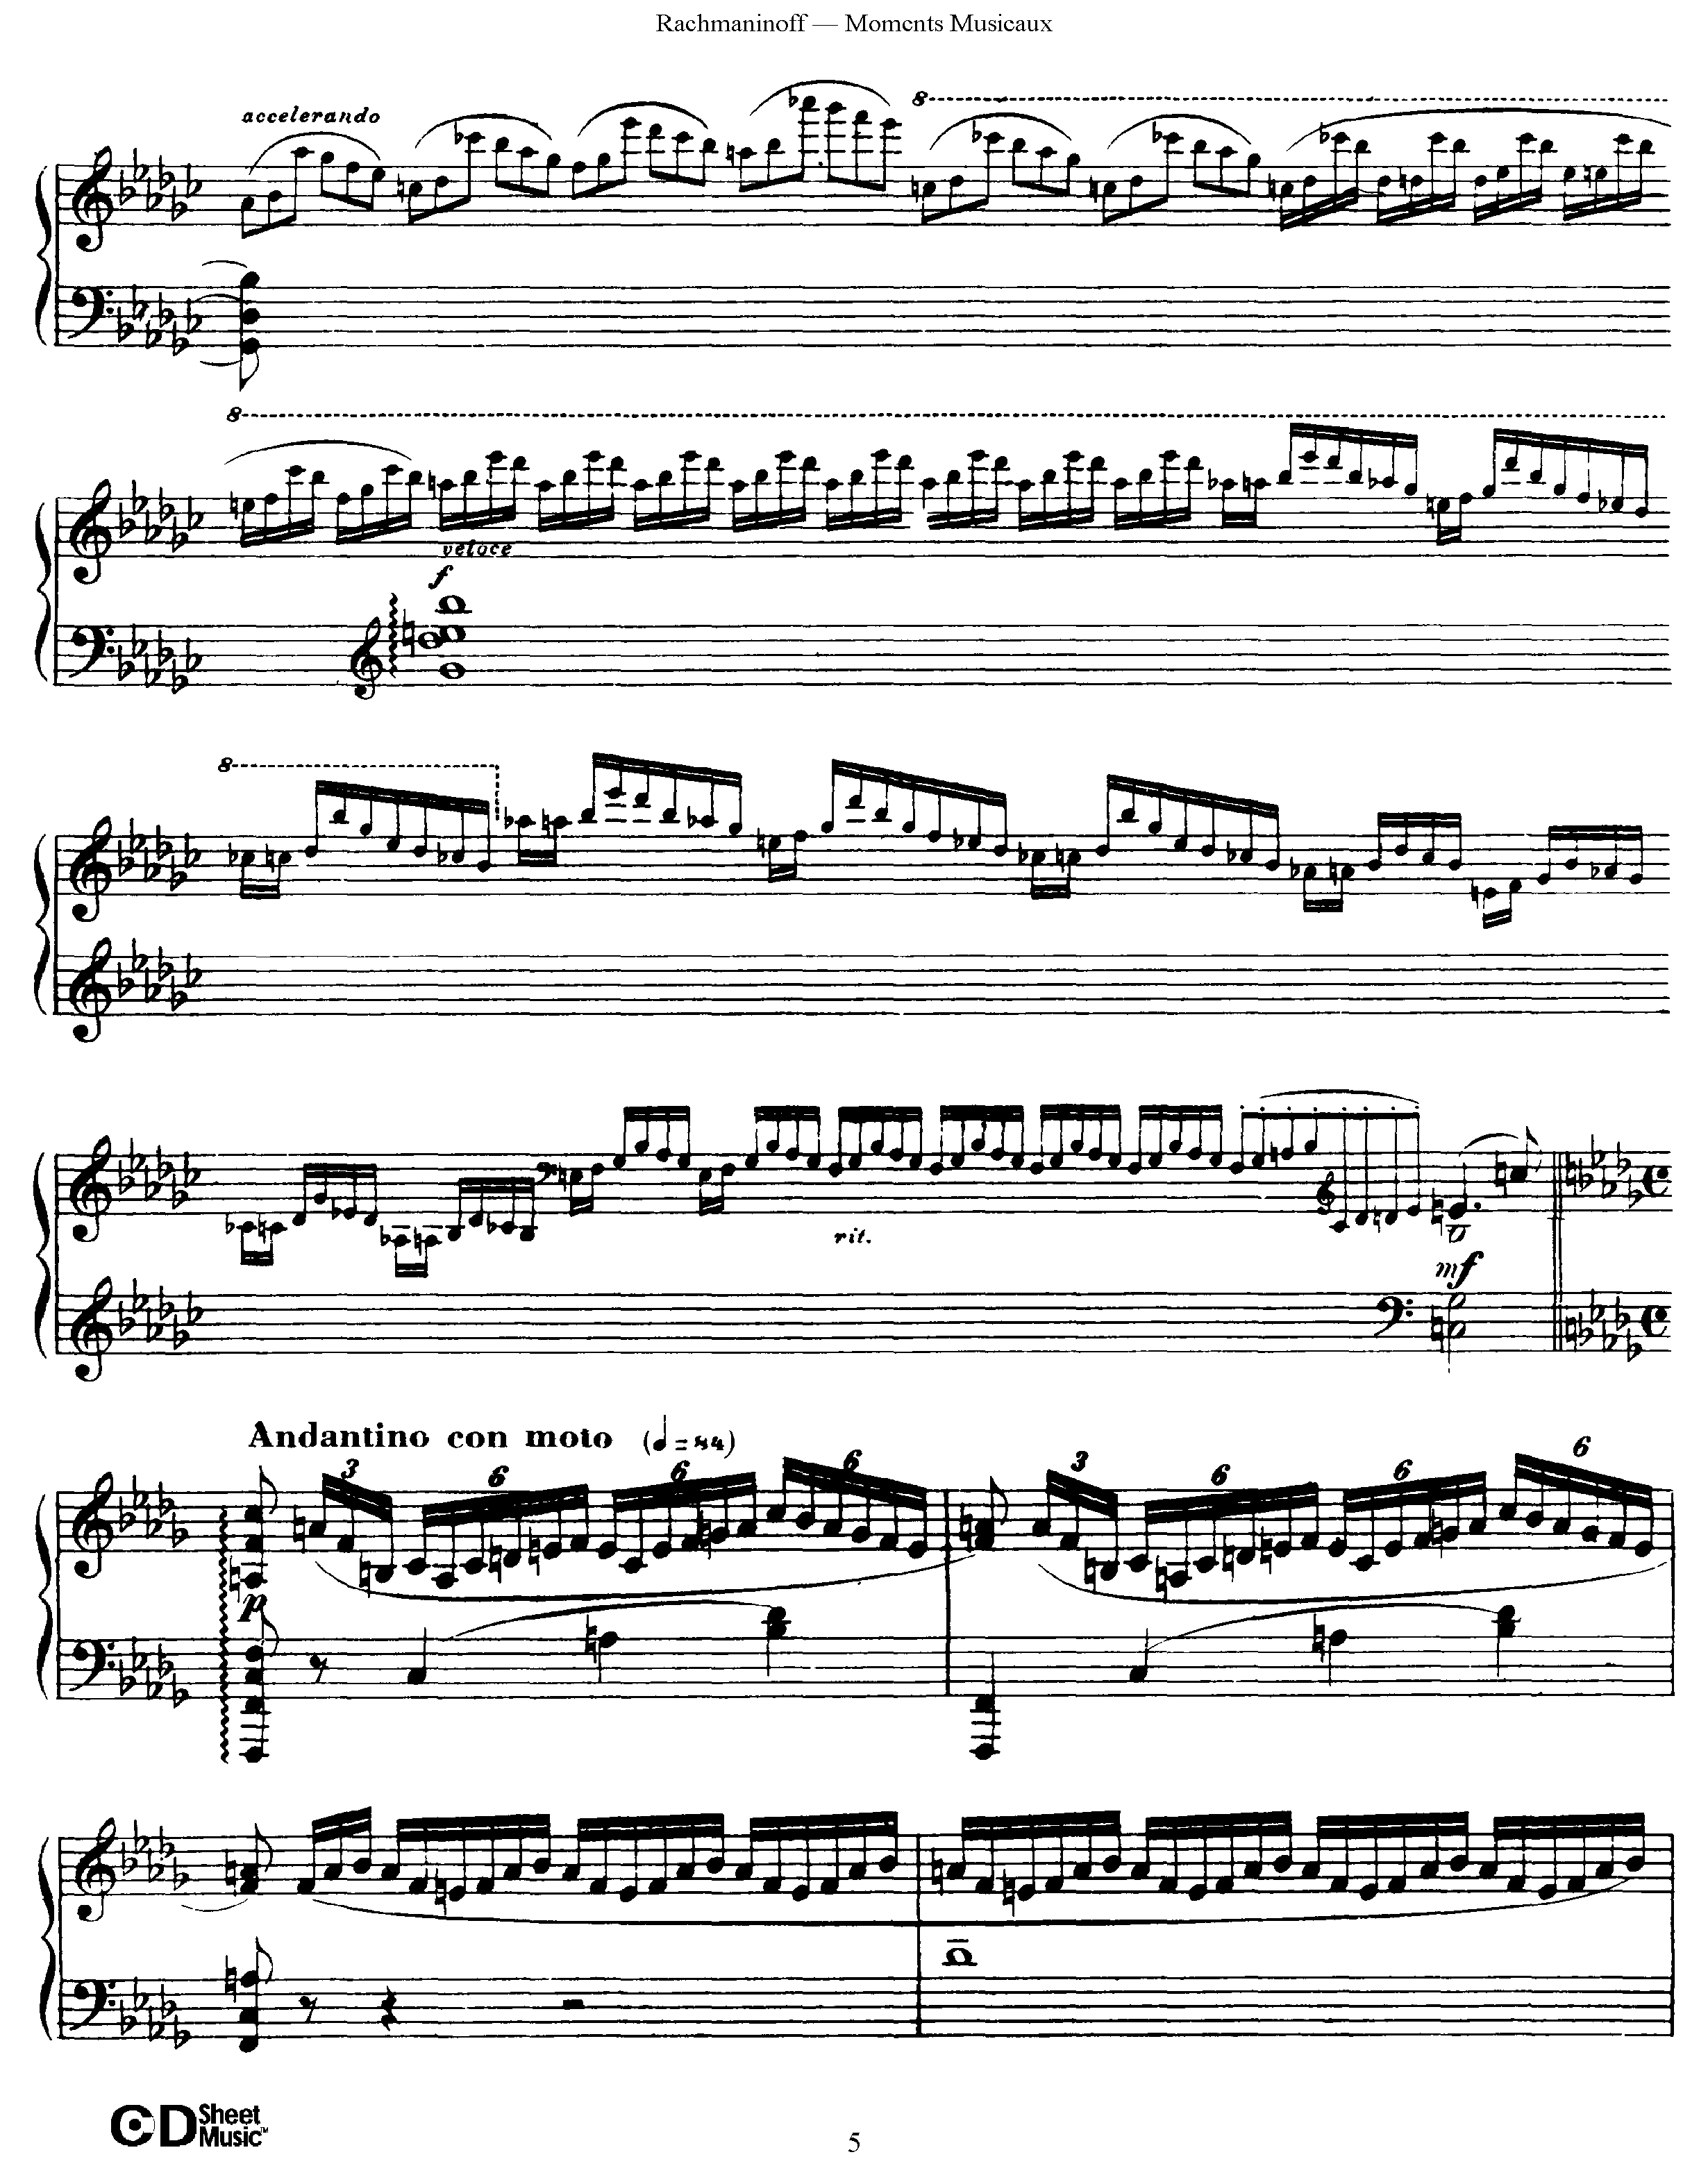 Rachmaninoff — Moments Musicaux
accelerando
8
8
veloce
f
8
rit.
mf
Andantino con moto (♩=84)
3 6 6 6 3 6 6 6
p
CD Sheet Music™
5